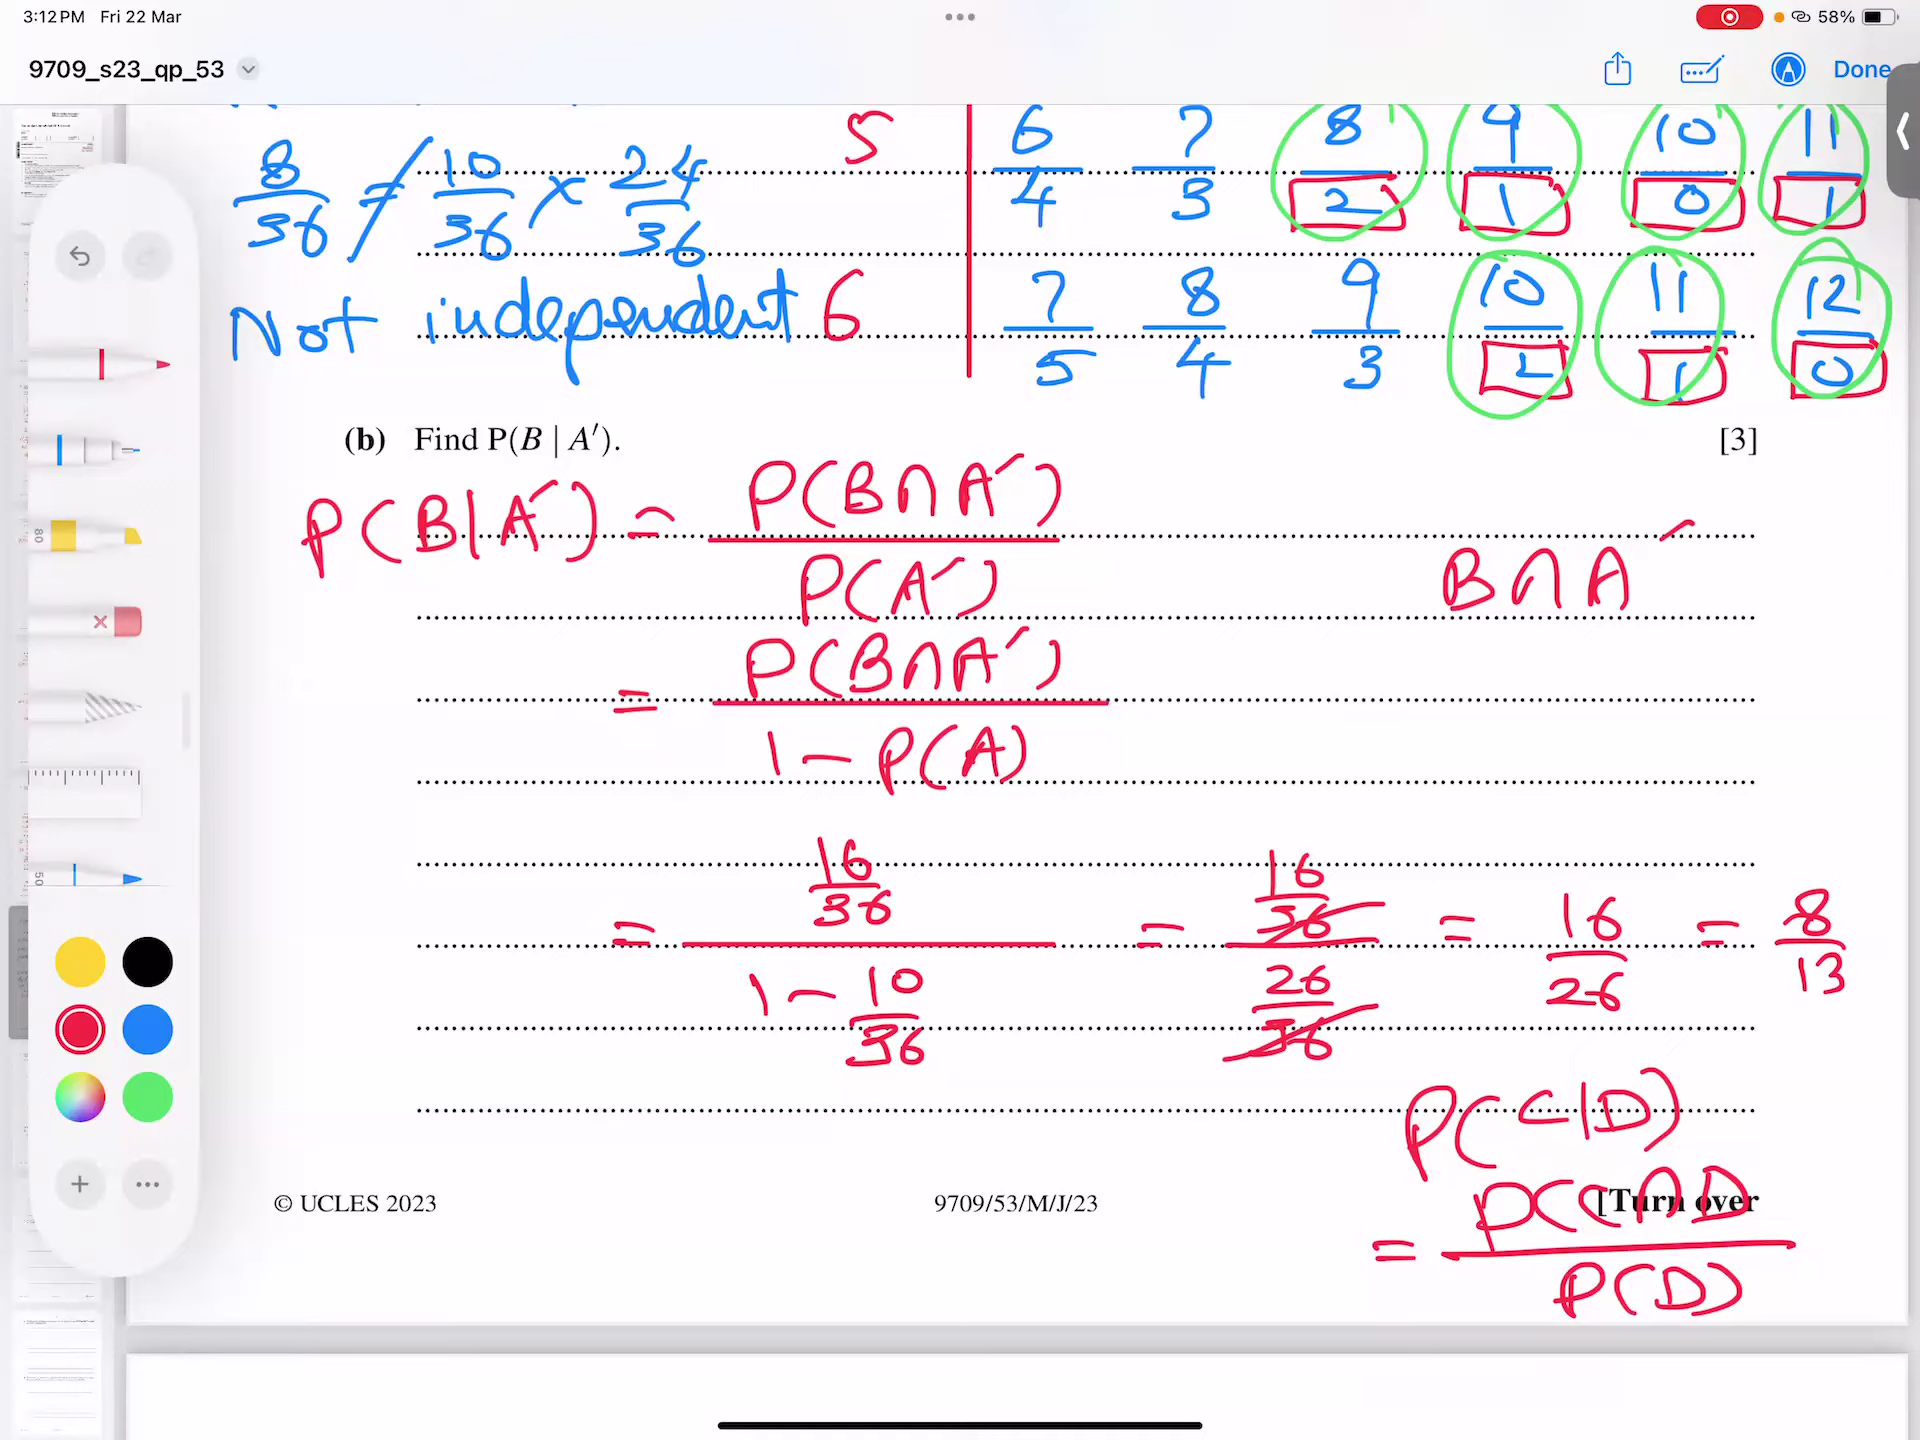 3:12 PM Fri 22 Mar
58%
9709_s23_qp_53
Done
5
6 7 8 9 10 11
4 3 2 1 0 1
8/36 ≠ 10/36 × 24/36
6
7 8 9 10 11 12
5 4 3 2 1 0
Not independent
(b) Find P(B | A′). [3]
P(B|A′) = P(B∩A′)/P(A′)
B∩A′
= P(B∩A′)/1 − P(A)
= 16/36 / 1 − 10/36 = 16/36 / 26/36 = 16/26 = 8/13
P(C|D)
= P(C∩D/P(D)
© UCLES 2023 9709/53/M/J/23 [Turn over
80
50